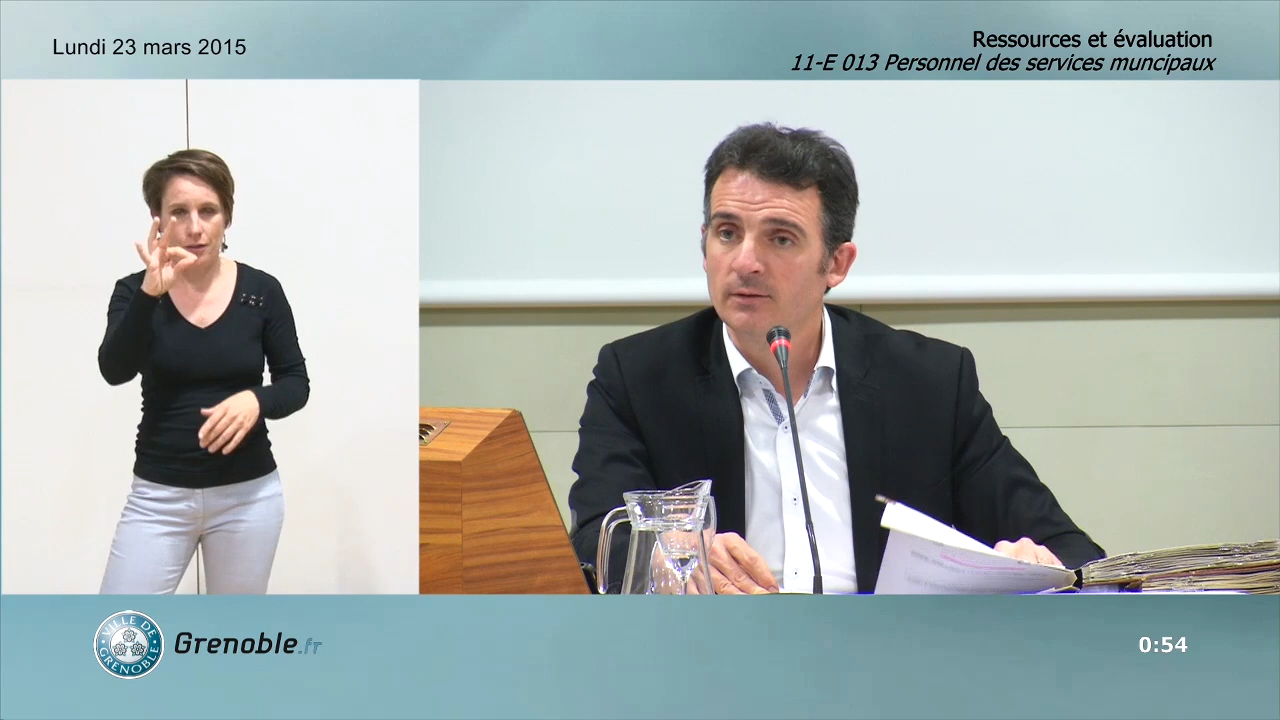 Lundi 23 mars 2015
Ressources et évaluation
11-E 013 Personnel des services muncipaux
VILLE DE
GRENOBLE
Grenoble.fr
0:54